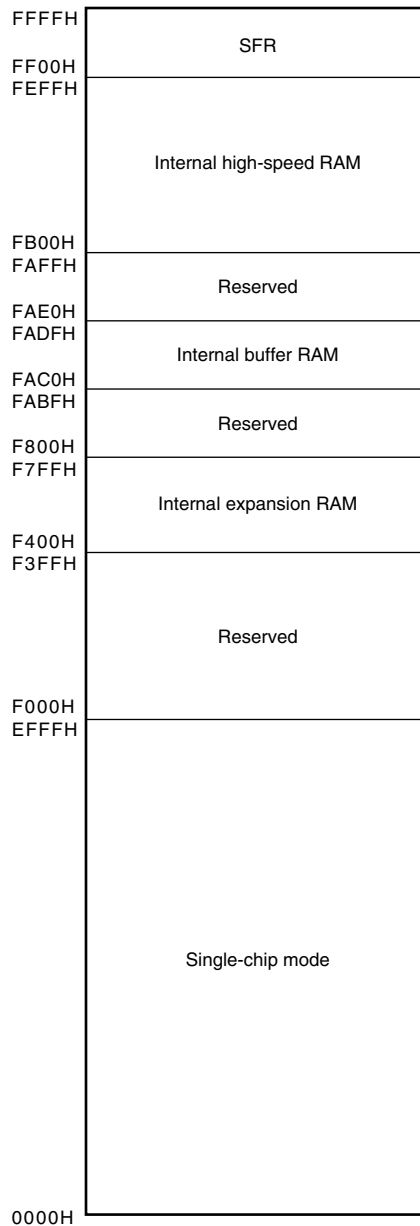 FFFFH
SFR
FF00H
FEFFH
Internal high-speed RAM
FB00H
FAFFH
Reserved
FAE0H
FADFH
Internal buffer RAM
FAC0H
FABFH
Reserved
F800H
F7FFH
Internal expansion RAM
F400H
F3FFH
Reserved
F000H
EFFFH
Single-chip mode
0000H